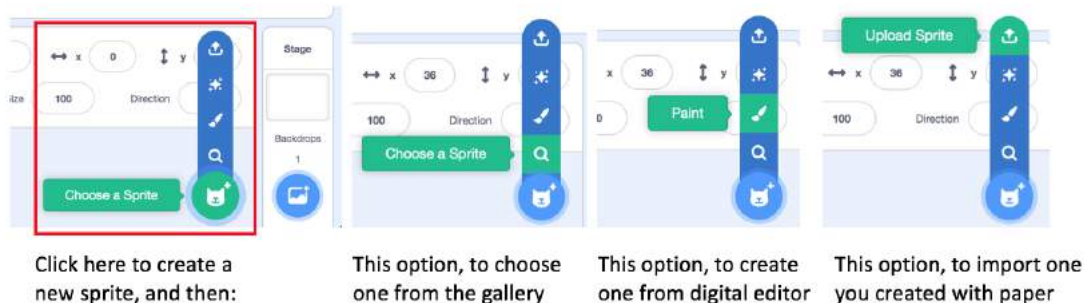 x 0 y
Size 100 Direction
Choose a Sprite
Stage
Backdrops
1
x 36 y
100 Direction
Choose a Sprite
x 36 y
Paint
Upload Sprite
x 36 y
100 Direction
Click here to create a
new sprite, and then:
This option, to choose
one from the gallery
This option, to create
one from digital editor
This option, to import one
you created with paper